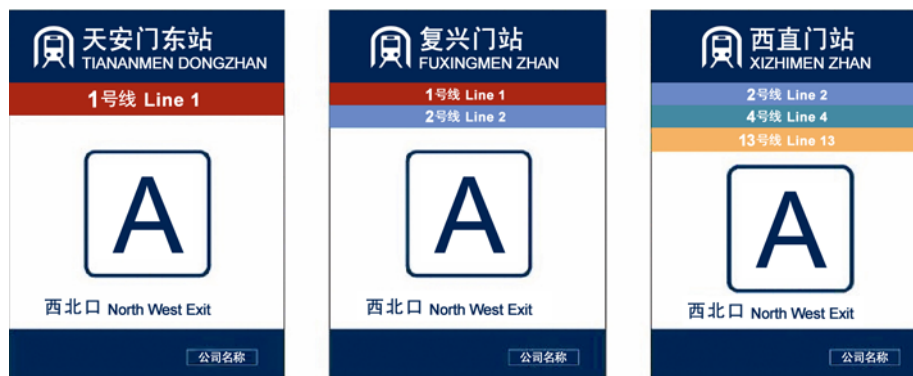 天安门东站
TIANANMEN DONGZHAN
1号线 Line 1
A
西北口 North West Exit
公司名称
复兴门站
FUXINGMEN ZHAN
1号线 Line 1
2号线 Line 2
A
西北口 North West Exit
公司名称
西直门站
XIZHIMEN ZHAN
2号线 Line 2
4号线 Line 4
13号线 Line 13
A
西北口 North West Exit
公司名称